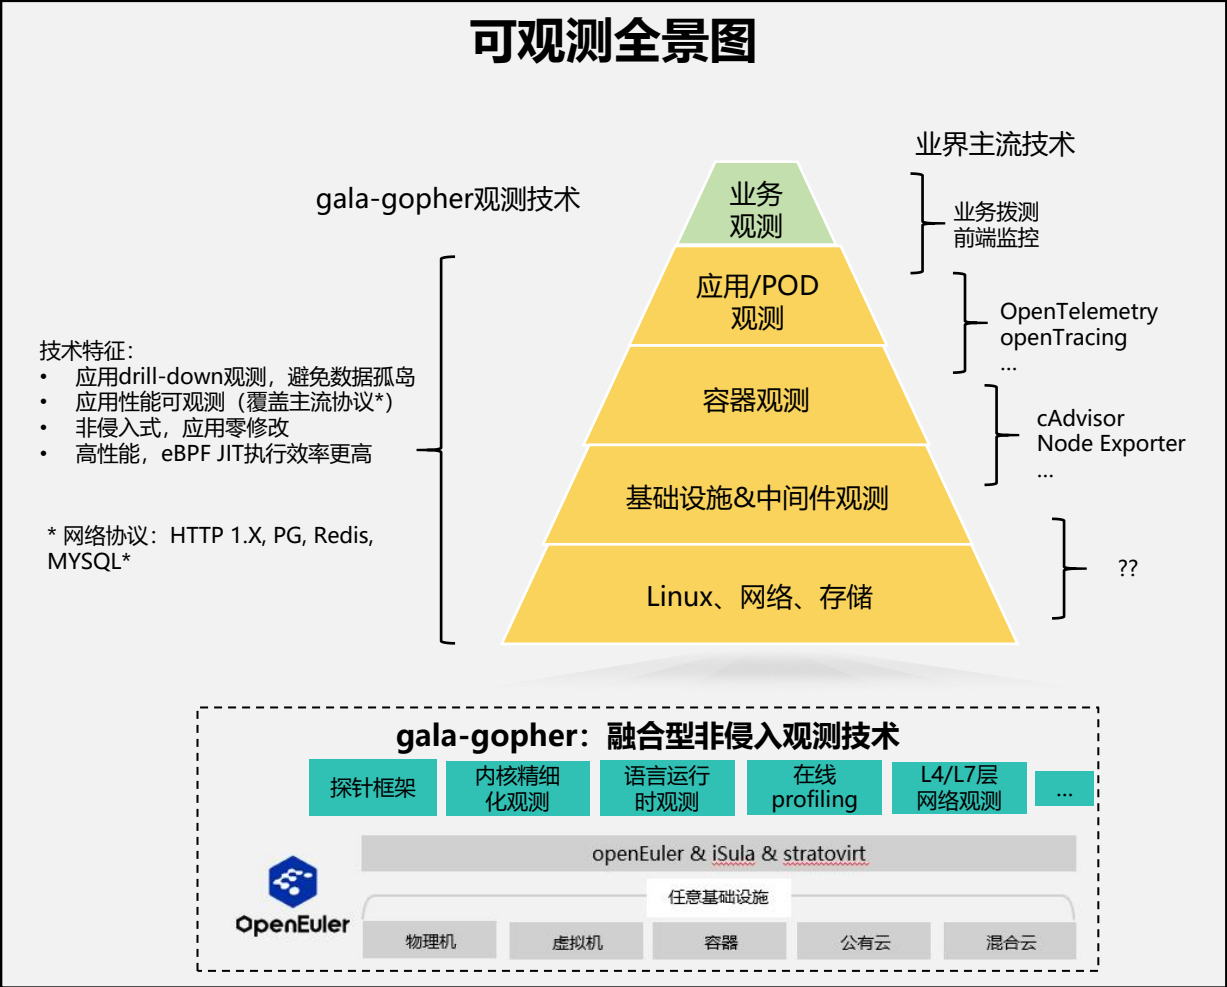 可观测全景图
业界主流技术
gala-gopher观测技术
业务
观测
业务拨测
前端监控
应用/POD
观测
OpenTelemetry
openTracing
...
技术特征：
• 应用drill-down观测，避免数据孤岛
• 应用性能可观测（覆盖主流协议*）
• 非侵入式，应用零修改
• 高性能，eBPF JIT执行效率更高
容器观测
cAdvisor
Node Exporter
...
基础设施&中间件观测
* 网络协议：HTTP 1.X, PG, Redis,
MYSQL*
??
Linux、网络、存储
gala-gopher：融合型非侵入观测技术
探针框架
内核精细
化观测
语言运行
时观测
在线
profiling
L4/L7层
网络观测
...
openEuler & iSula & stratovirt
任意基础设施
OpenEuler
物理机
虚拟机
容器
公有云
混合云